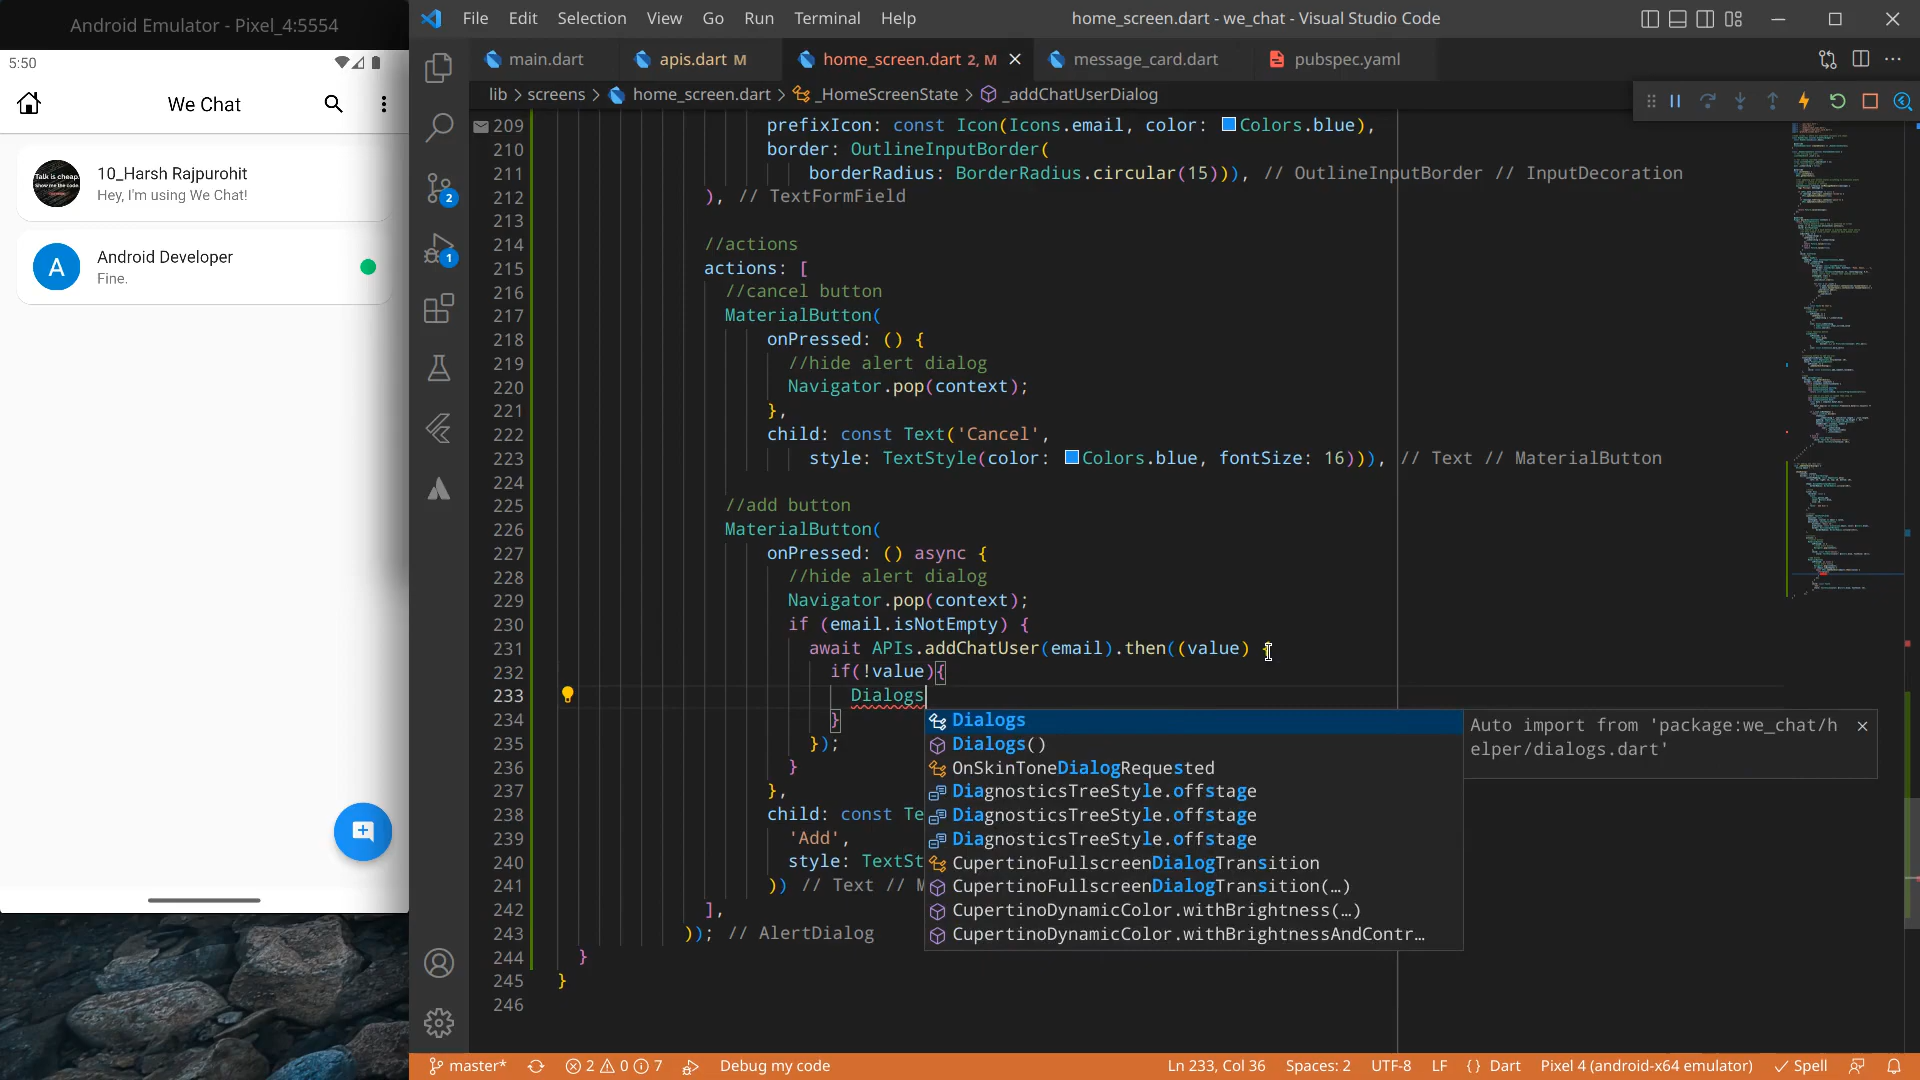 Android Emulator - Pixel_4:5554
5:50
We Chat
10_Harsh Rajpurohit
Hey, I'm using We Chat!
Talk is cheap.
Show me the code.
A
Android Developer
Fine.
File Edit Selection View Go Run Terminal Help
home_screen.dart - we_chat - Visual Studio Code
main.dart
apis.dart M
home_screen.dart 2, M
message_card.dart
pubspec.yaml
lib > screens > home_screen.dart > _HomeScreenState > _addChatUserDialog
2
1
209 prefixIcon: const Icon(Icons.email, color: Colors.blue),
210 border: OutlineInputBorder(
211 borderRadius: BorderRadius.circular(15))), // OutlineInputBorder // InputDecoration
212 ), // TextFormField
213
214 //actions
215 actions: [
216 //cancel button
217 MaterialButton(
218 onPressed: () {
219 //hide alert dialog
220 Navigator.pop(context);
221 },
222 child: const Text('Cancel',
223 style: TextStyle(color: Colors.blue, fontSize: 16))), // Text // MaterialButton
224
225 //add button
226 MaterialButton(
227 onPressed: () async {
228 //hide alert dialog
229 Navigator.pop(context);
230 if (email.isNotEmpty) {
231 await APIs.addChatUser(email).then((value) {
232 if(!value){
233 Dialogs
234 }
235 });
236 }
237 },
238 child: const Te
239 'Add',
240 style: TextSt
241 )) // Text // M
242 ],
243 )); // AlertDialog
244 }
245 }
246
Dialogs
Dialogs()
OnSkinToneDialogRequested
DiagnosticsTreeStyle.offstage
DiagnosticsTreeStyle.offstage
DiagnosticsTreeStyle.offstage
CupertinoFullscreenDialogTransition
CupertinoFullscreenDialogTransition(…)
CupertinoDynamicColor.withBrightness(…)
CupertinoDynamicColor.withBrightnessAndContr…
Auto import from 'package:we_chat/h
elper/dialogs.dart'
master* 2 0 7 Debug my code Ln 233, Col 36 Spaces: 2 UTF-8 LF {} Dart Pixel 4 (android-x64 emulator) Spell